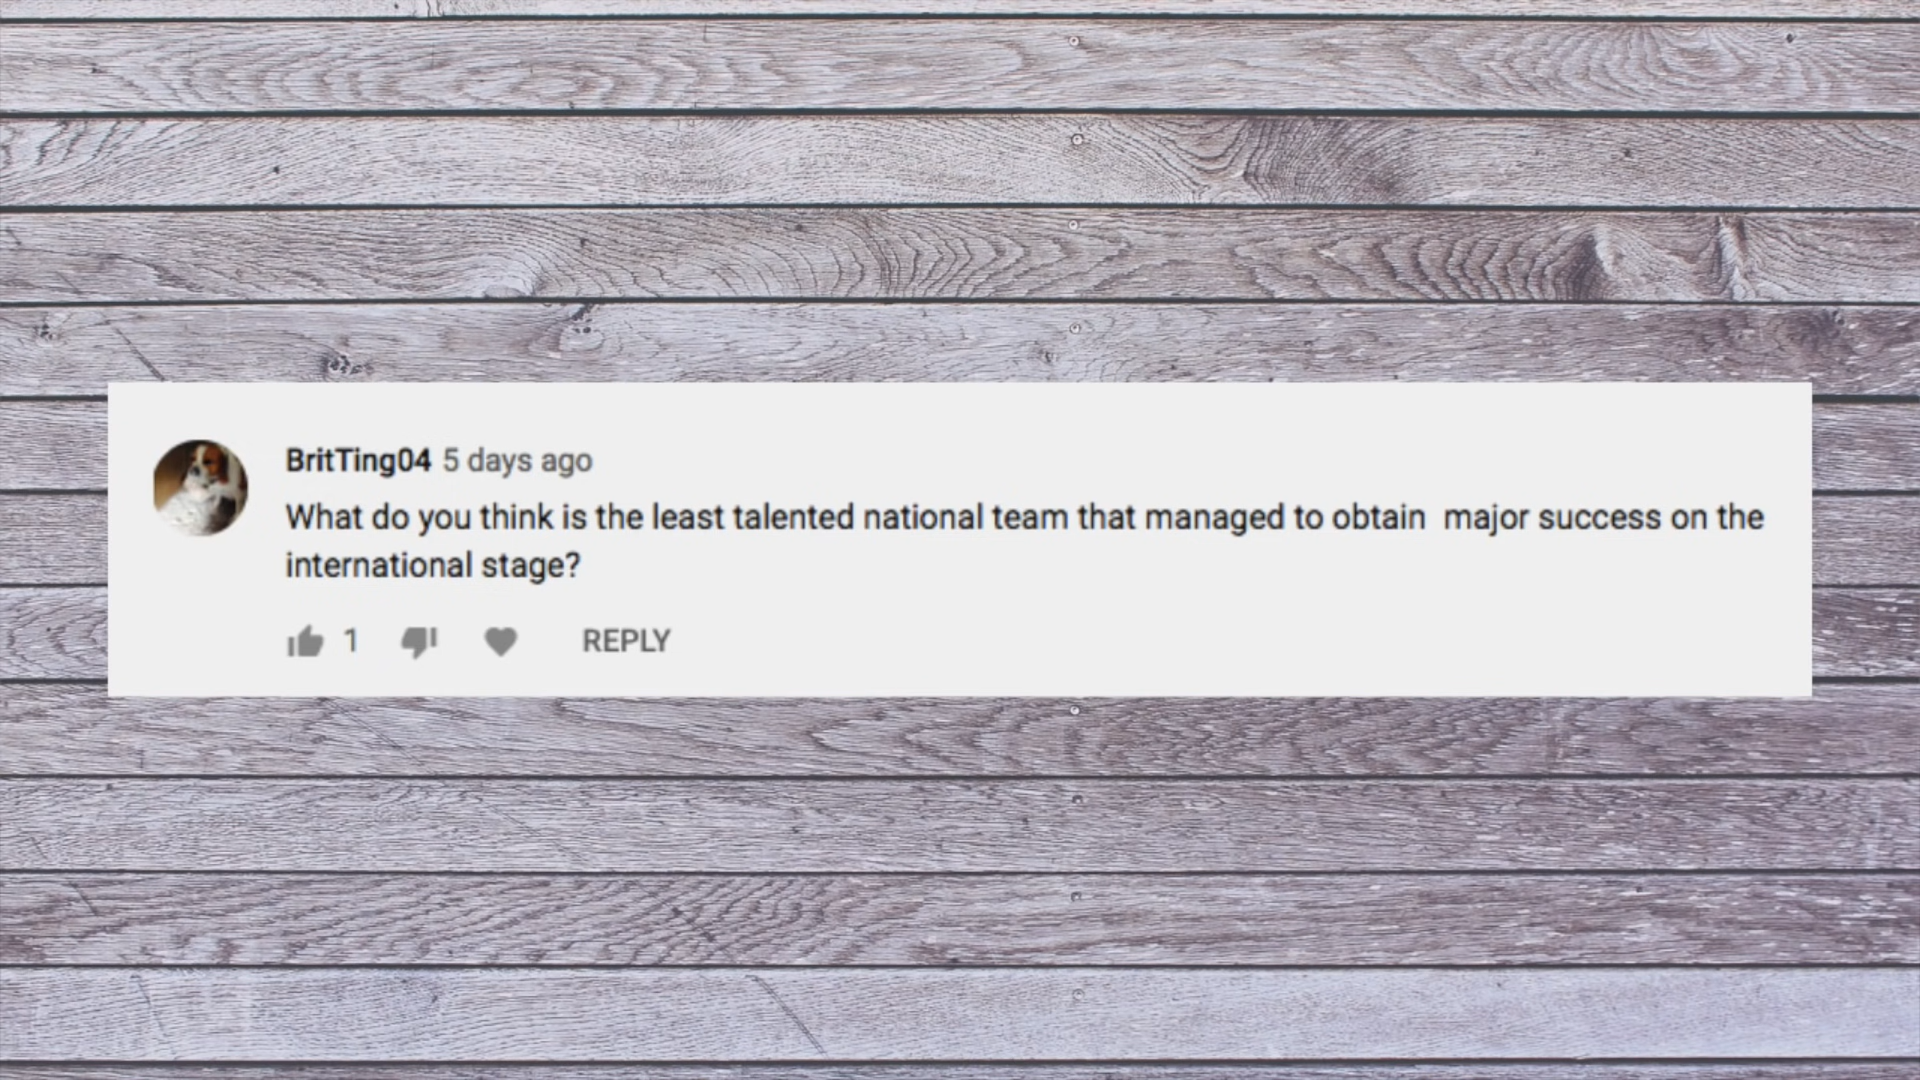 BritTing04 5 days ago
What do you think is the least talented national team that managed to obtain  major success on the
international stage?
1 REPLY